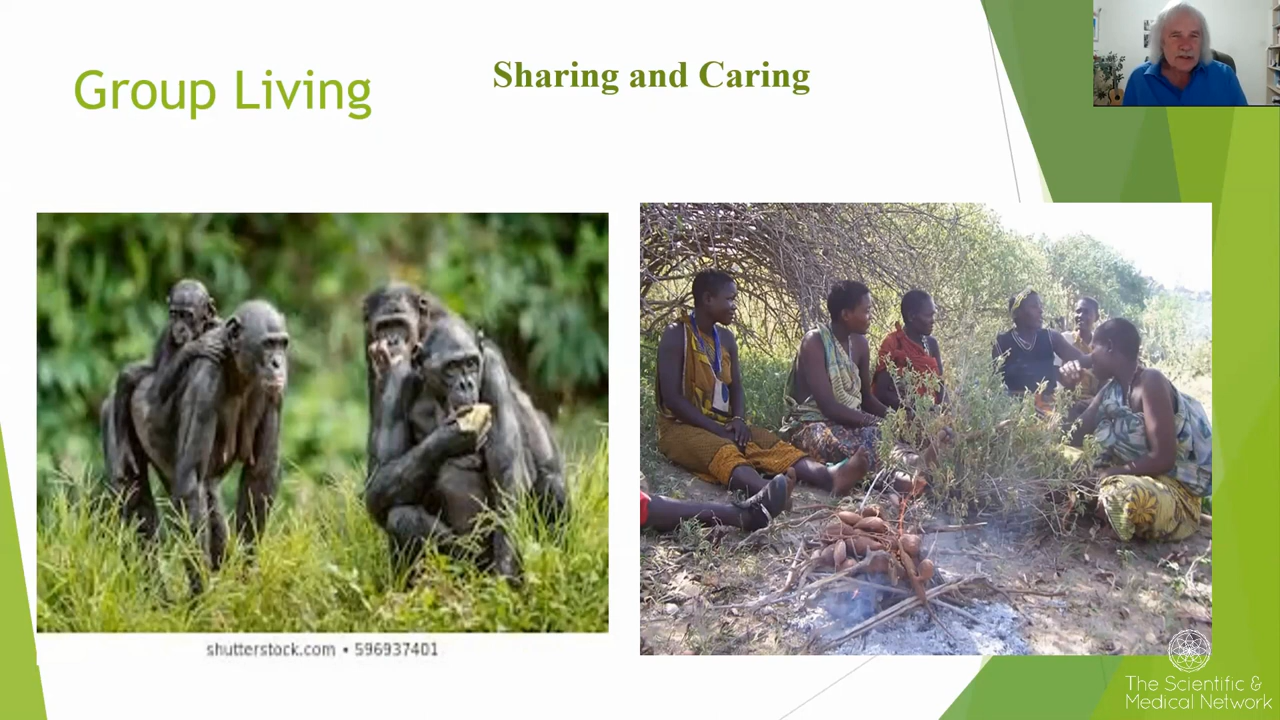 Group Living
Sharing and Caring
shutterstock.com • 596937401
The Scientific &
Medical Network